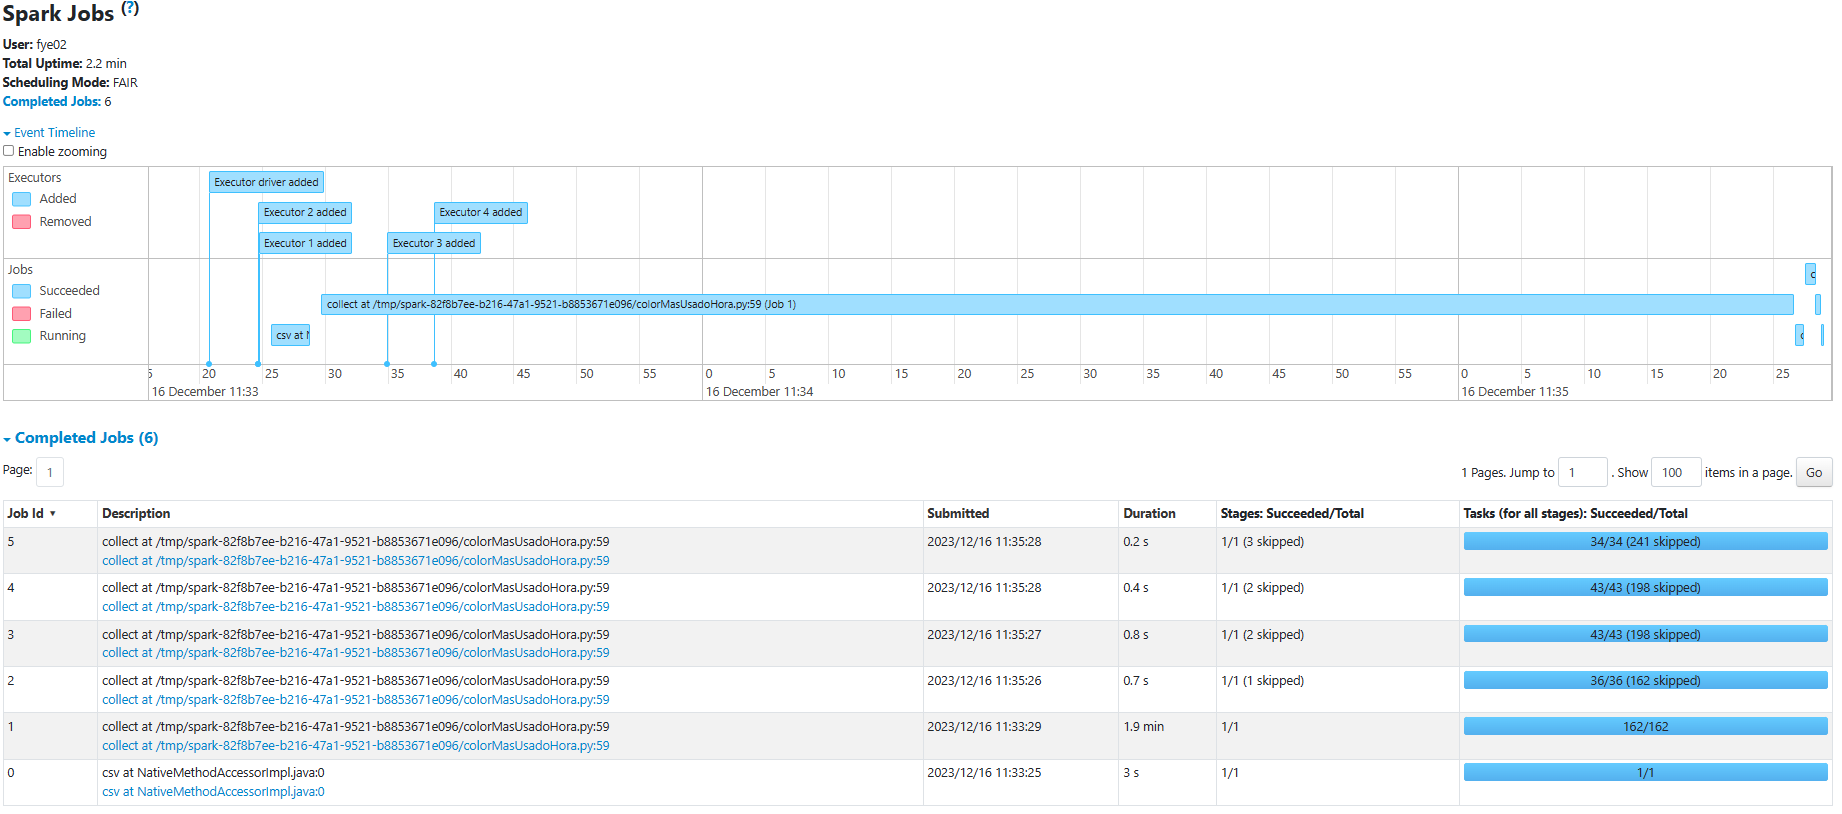 Spark Jobs (?)
User: fye02
Total Uptime: 2.2 min
Scheduling Mode: FAIR
Completed Jobs: 6
Event Timeline
Enable zooming
Executors
Added
Removed
Executor driver added
Executor 2 added
Executor 4 added
Executor 1 added
Executor 3 added
Jobs
Succeeded
Failed
Running
collect at /tmp/spark-82f8b7ee-b216-47a1-9521-b8853671e096/colorMasUsadoHora.py:59 (Job 1)
csv at
20 25 30 35 40 45 50 55 0 5 10 15 20 25 30 35 40 45 50 55 0 5 10 15 20 25
16 December 11:33 16 December 11:34 16 December 11:35
Completed Jobs (6)
Page: 1 1 Pages. Jump to 1 . Show 100 items in a page. Go
Job Id Description Submitted Duration Stages: Succeeded/Total Tasks (for all stages): Succeeded/Total
5 collect at /tmp/spark-82f8b7ee-b216-47a1-9521-b8853671e096/colorMasUsadoHora.py:59 2023/12/16 11:35:28 0.2 s 1/1 (3 skipped) 34/34 (241 skipped)
collect at /tmp/spark-82f8b7ee-b216-47a1-9521-b8853671e096/colorMasUsadoHora.py:59
4 collect at /tmp/spark-82f8b7ee-b216-47a1-9521-b8853671e096/colorMasUsadoHora.py:59 2023/12/16 11:35:28 0.4 s 1/1 (2 skipped) 43/43 (198 skipped)
collect at /tmp/spark-82f8b7ee-b216-47a1-9521-b8853671e096/colorMasUsadoHora.py:59
3 collect at /tmp/spark-82f8b7ee-b216-47a1-9521-b8853671e096/colorMasUsadoHora.py:59 2023/12/16 11:35:27 0.8 s 1/1 (2 skipped) 43/43 (198 skipped)
collect at /tmp/spark-82f8b7ee-b216-47a1-9521-b8853671e096/colorMasUsadoHora.py:59
2 collect at /tmp/spark-82f8b7ee-b216-47a1-9521-b8853671e096/colorMasUsadoHora.py:59 2023/12/16 11:35:26 0.7 s 1/1 (1 skipped) 36/36 (162 skipped)
collect at /tmp/spark-82f8b7ee-b216-47a1-9521-b8853671e096/colorMasUsadoHora.py:59
1 collect at /tmp/spark-82f8b7ee-b216-47a1-9521-b8853671e096/colorMasUsadoHora.py:59 2023/12/16 11:33:29 1.9 min 1/1 162/162
collect at /tmp/spark-82f8b7ee-b216-47a1-9521-b8853671e096/colorMasUsadoHora.py:59
0 csv at NativeMethodAccessorImpl.java:0 2023/12/16 11:33:25 3 s 1/1 1/1
csv at NativeMethodAccessorImpl.java:0